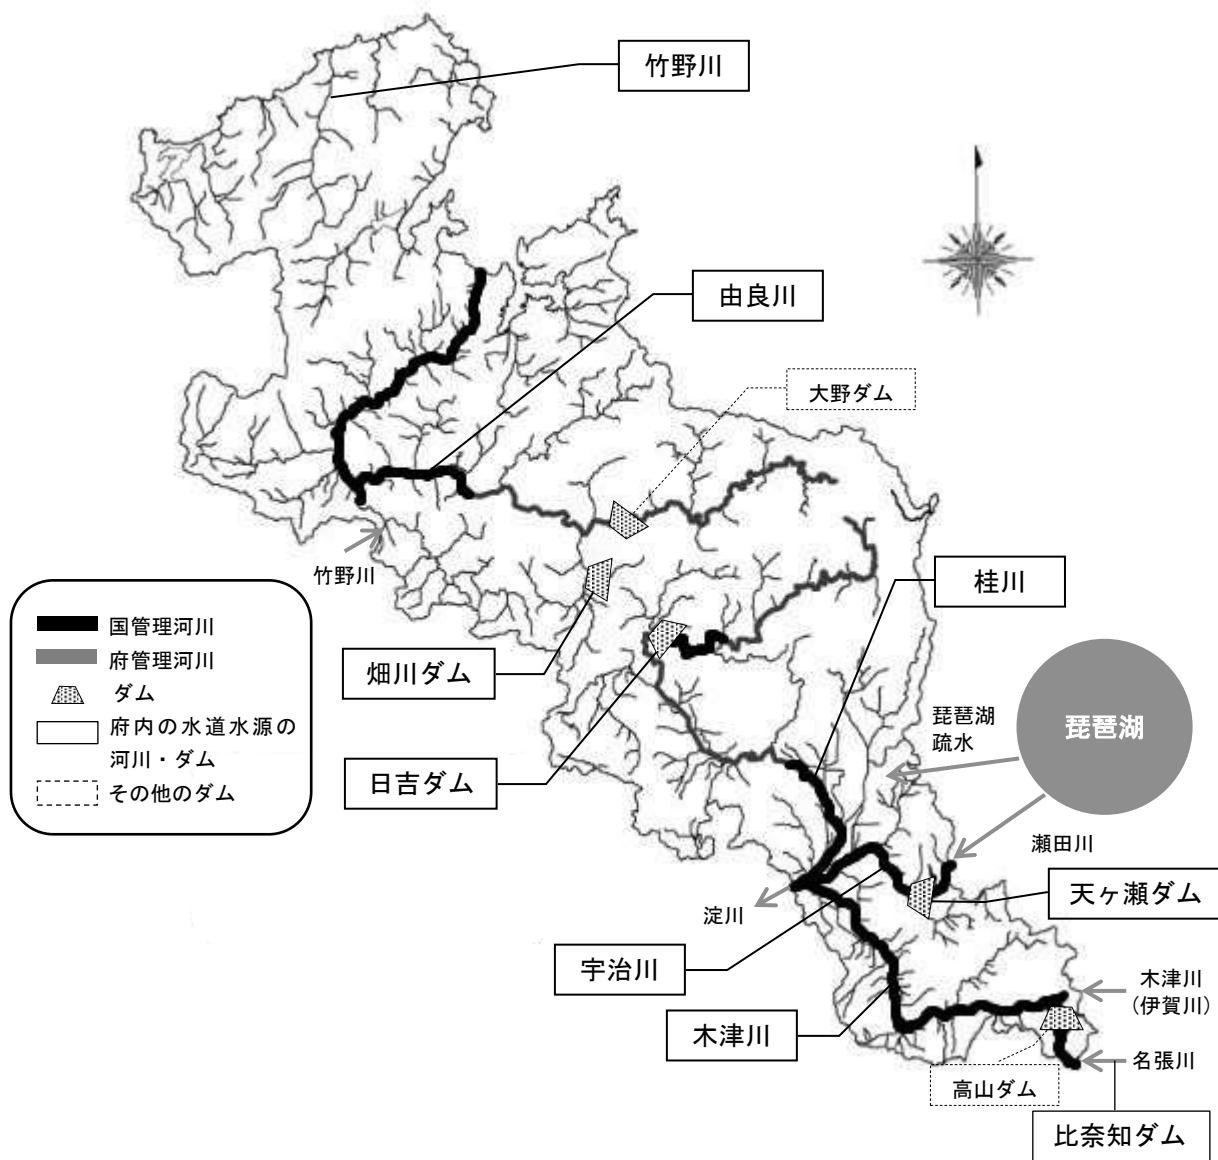 竹野川
由良川
大野ダム
竹野川
桂川
国管理河川
府管理河川
ダム
府内の水道水源の
河川・ダム
その他のダム
畑川ダム
日吉ダム
琵琶湖
疏水
琵琶湖
瀬田川
天ヶ瀬ダム
淀川
宇治川
木津川
(伊賀川)
木津川
名張川
高山ダム
比奈知ダム